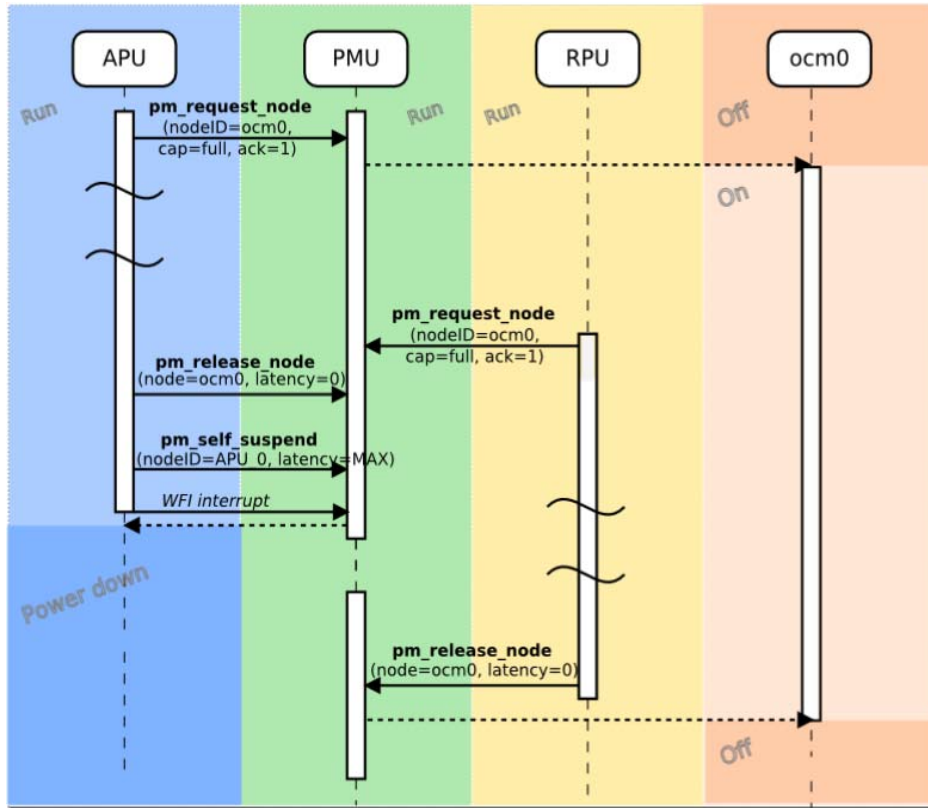 APU
PMU
RPU
ocm0
Run
pm_request_node
(nodeID=ocm0,
cap=full, ack=1)
Run
Run
Off
On
pm_request_node
(nodeID=ocm0,
cap=full, ack=1)
pm_release_node
(node=ocm0, latency=0)
pm_self_suspend
(nodeID=APU_0, latency=MAX)
WFI interrupt
Power down
pm_release_node
(node=ocm0, latency=0)
Off